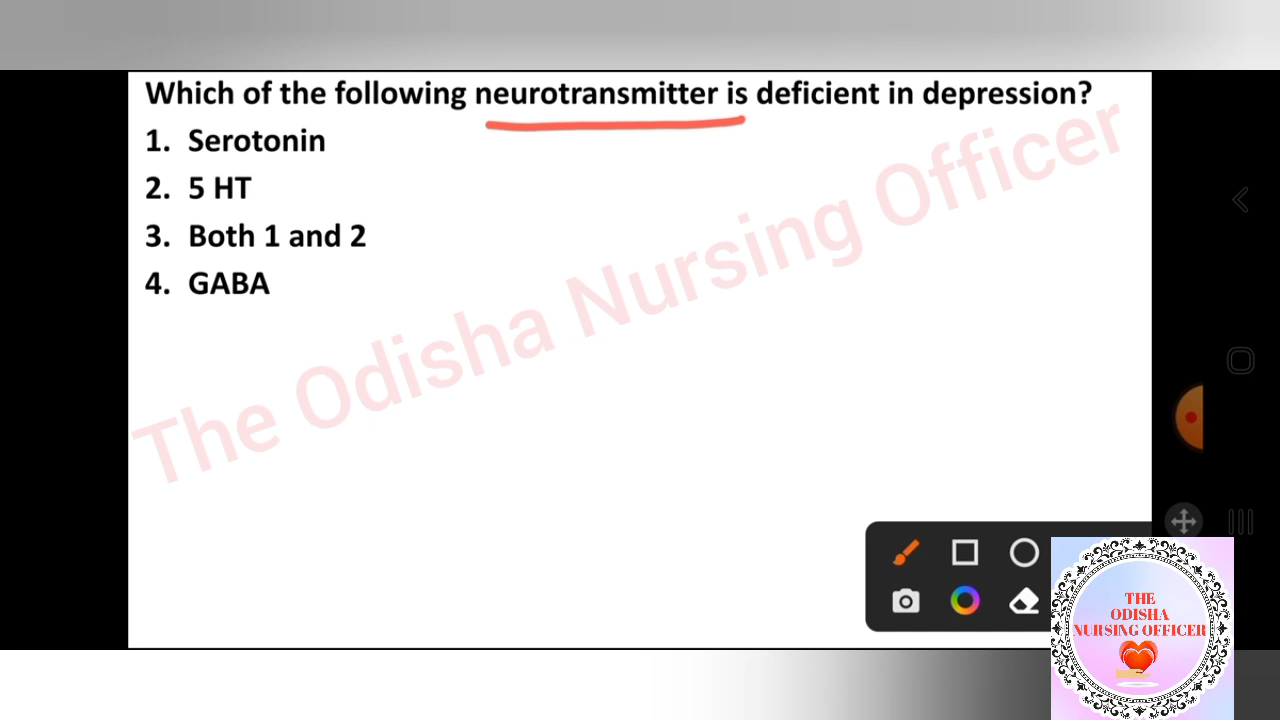 Which of the following neurotransmitter is deficient in depression?
1. Serotonin
2. 5 HT
3. Both 1 and 2
4. GABA
The Odisha Nursing Officer
THE
ODISHA
NURSING OFFICER